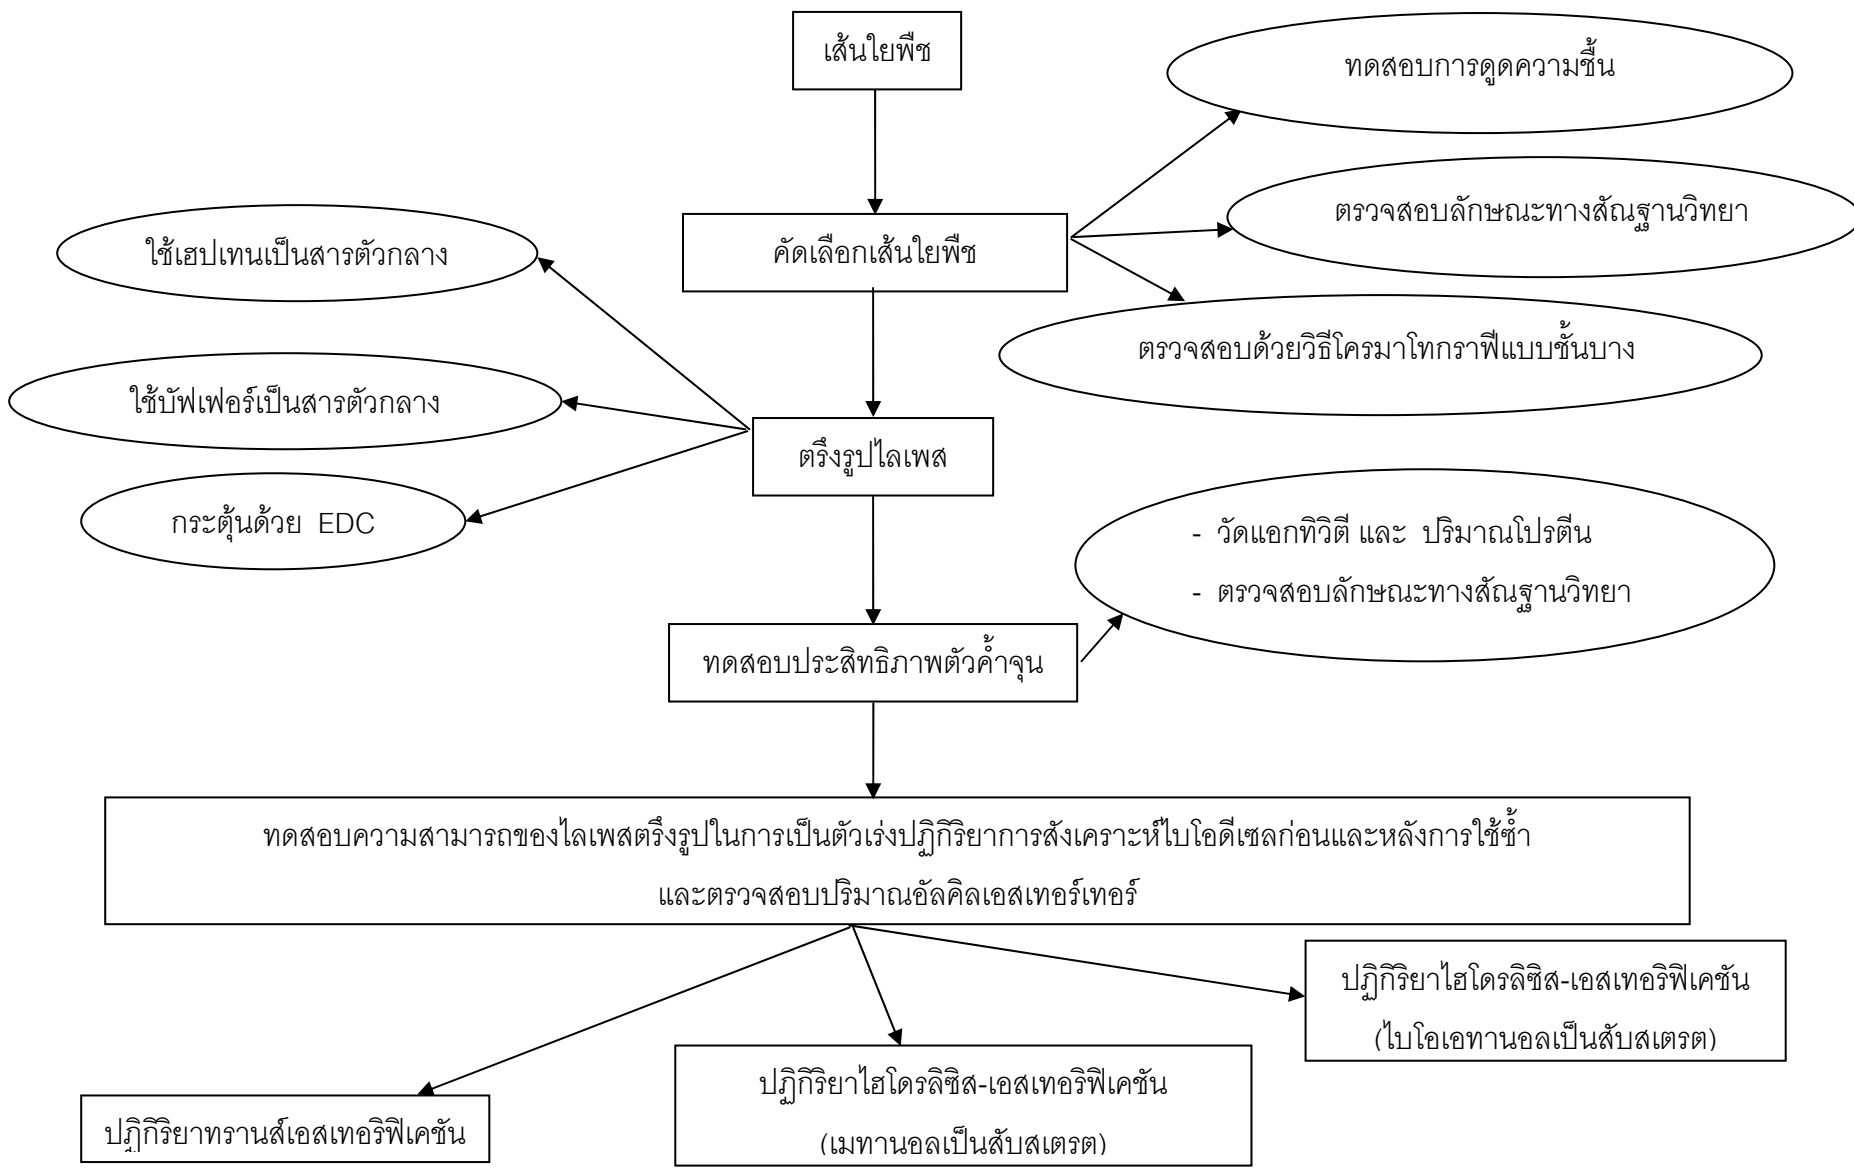 เส้นใยพืช
ทดสอบการดูดความชื้น
ตรวจสอบลักษณะทางสัณฐานวิทยา
คัดเลือกเส้นใยพืช
ใช้เฮปเทนเป็นสารตัวกลาง
ตรวจสอบด้วยวิธีโครมาโทกราฟีแบบชั้นบาง
ใช้บัฟเฟอร์เป็นสารตัวกลาง
ตรึงรูปไลเพส
กระตุ้นด้วย EDC
- วัดแอกทิวิตี และ ปริมาณโปรตีน
- ตรวจสอบลักษณะทางสัณฐานวิทยา
ทดสอบประสิทธิภาพตัวค้ำจุน
ทดสอบความสามารถของไลเพสตรึงรูปในการเป็นตัวเร่งปฏิกิริยาการสังเคราะห์ไบโอดีเซลก่อนและหลังการใช้ซ้ำ
และตรวจสอบปริมาณอัลคิลเอสเทอร์เทอร์
ปฏิกิริยาไฮโดรลิซิส-เอสเทอริฟิเคชัน
(ไบโอเอทานอลเป็นสับสเตรต)
ปฏิกิริยาไฮโดรลิซิส-เอสเทอริฟิเคชัน
(เมทานอลเป็นสับสเตรต)
ปฏิกิริยาทรานส์เอสเทอริฟิเคชัน